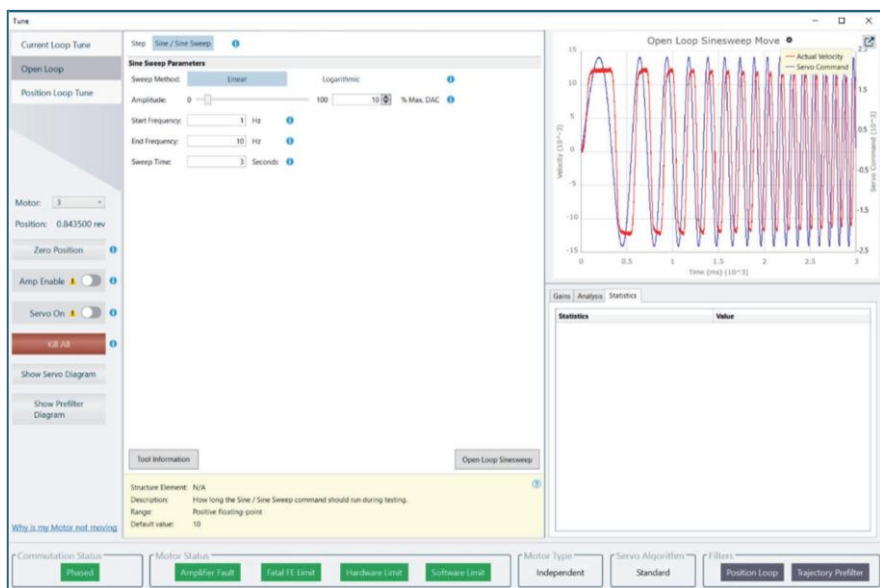 Tune
Current Loop Tune
Open Loop
Position Loop Tune
Motor: 3
Position: 0.843500 rev
Zero Position
Amp Enable
Servo On
Kill All
Show Servo Diagram
Show Prefilter
Diagram
Why is my Motor not moving
Step Sine / Sine Sweep
Sine Sweep Parameters
Sweep Method: Linear Logarithmic
Amplitude: 0 100 10 % Max. DAC
Start Frequency: 1 Hz
End Frequency: 10 Hz
Sweep Time: 3 Seconds
Tool Information
Open Loop Sinesweep
Structure Element: N/A
Description: How long the Sine / Sine Sweep command should run during testing.
Range: Positive floating-point
Default value: 10
Open Loop Sinesweep Move
Actual Velocity
Servo Command
Velocity (10^-3)
15
10
5
0
-5
-10
-15
2.5
1.5
0.5
-0.5
-1.5
-2.5
Servo Command (10^3)
0 0.5 1 1.5 2 2.5 3
Time (ms) (10^3)
Gains Analysis Statistics
Statistics Value
Commutation Status
Phased
Motor Status
Amplifier Fault Fatal FE Limit Hardware Limit Software Limit
Motor Type
Independent
Servo Algorithm
Standard
Filters
Position Loop Trajectory Prefilter